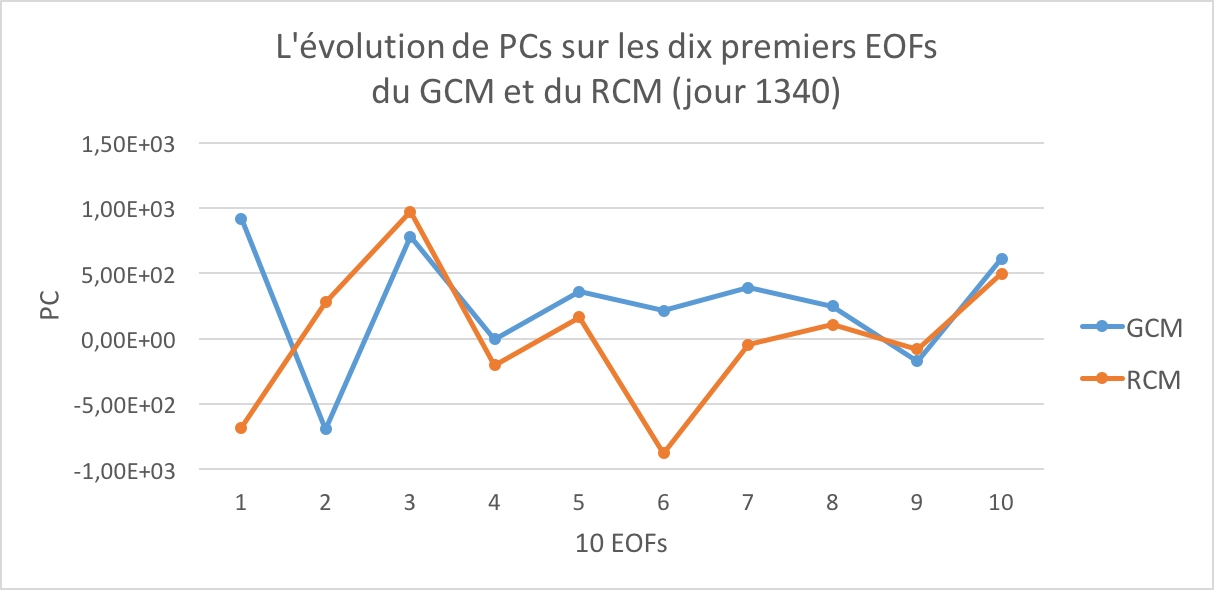 L'évolution de PCs sur les dix premiers EOFs
du GCM et du RCM (jour 1340)
1,50E+03
1,00E+03
5,00E+02
0,00E+00
-5,00E+02
-1,00E+03
PC
GCM
RCM
1 2 3 4 5 6 7 8 9 10
10 EOFs